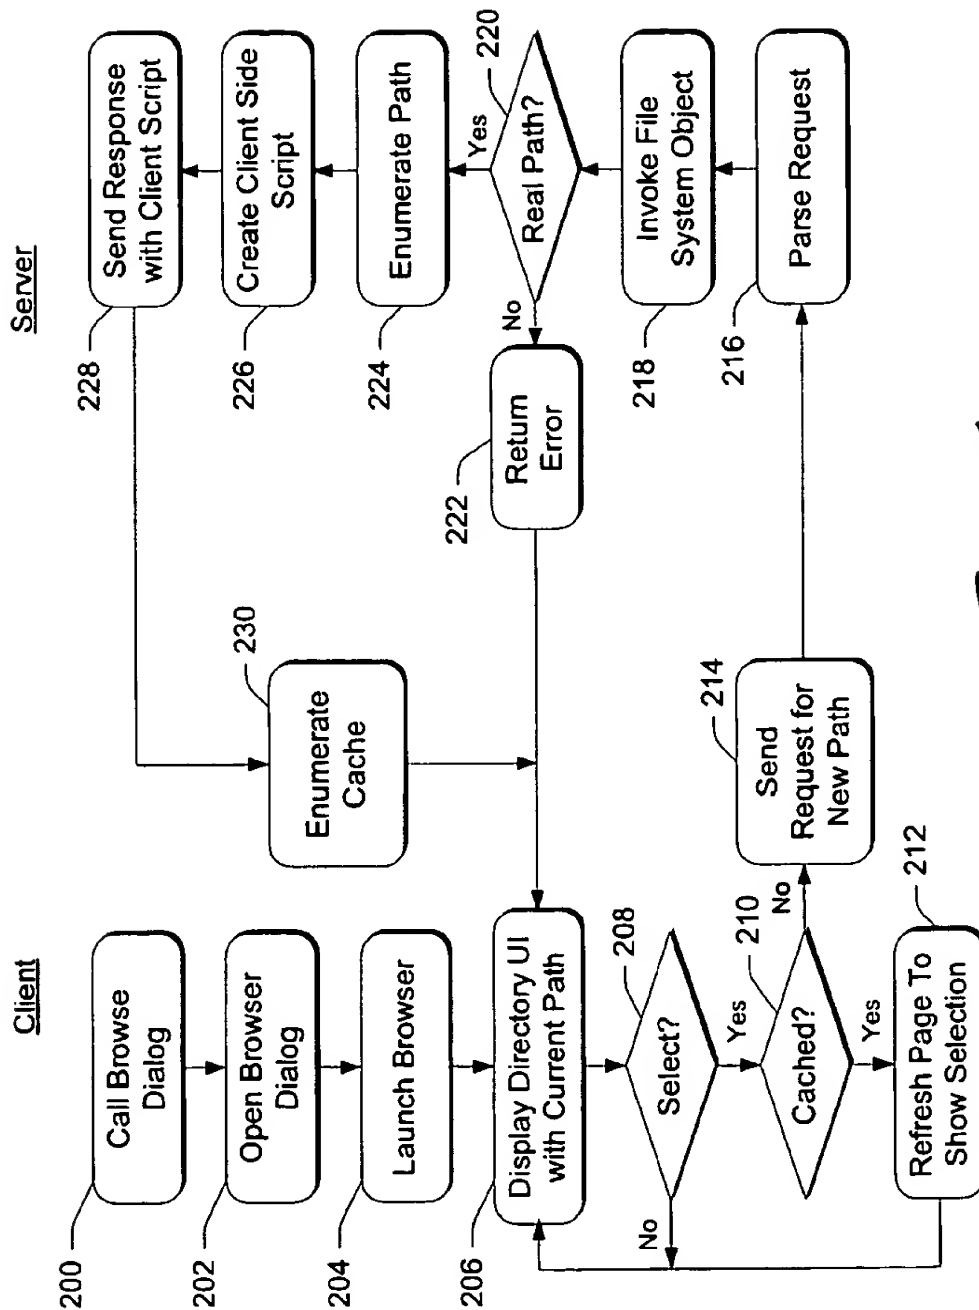 Client
Server
200
Call Browse
Dialog
202
Open Browser
Dialog
204
Launch Browser
206
Display Directory UI
with Current Path
208
Select?
No
Yes
210
Cached?
No
Yes
212
Refresh Page To
Show Selection
214
Send
Request for
New Path
216
Parse Request
218
Invoke File
System Object
220
Real Path?
No
Yes
222
Return
Error
224
Enumerate Path
226
Create Client Side
Script
228
Send Response
with Client Script
230
Enumerate
Cache